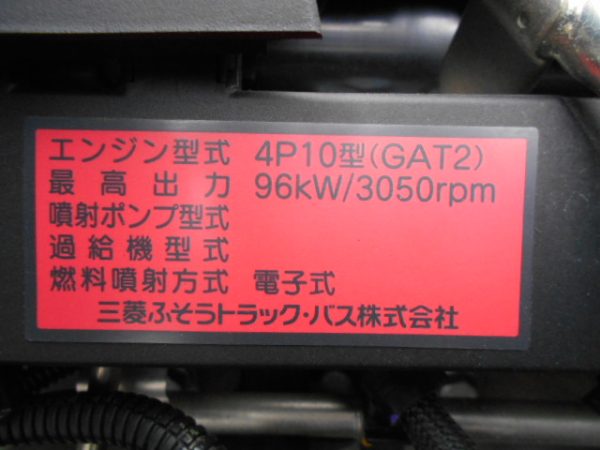 エンジン型式 4P10型(GAT2)
最高出力 96kW/3050rpm
噴射ポンプ型式
過給機型式
燃料噴射方式 電子式
三菱ふそうトラック・バス株式会社